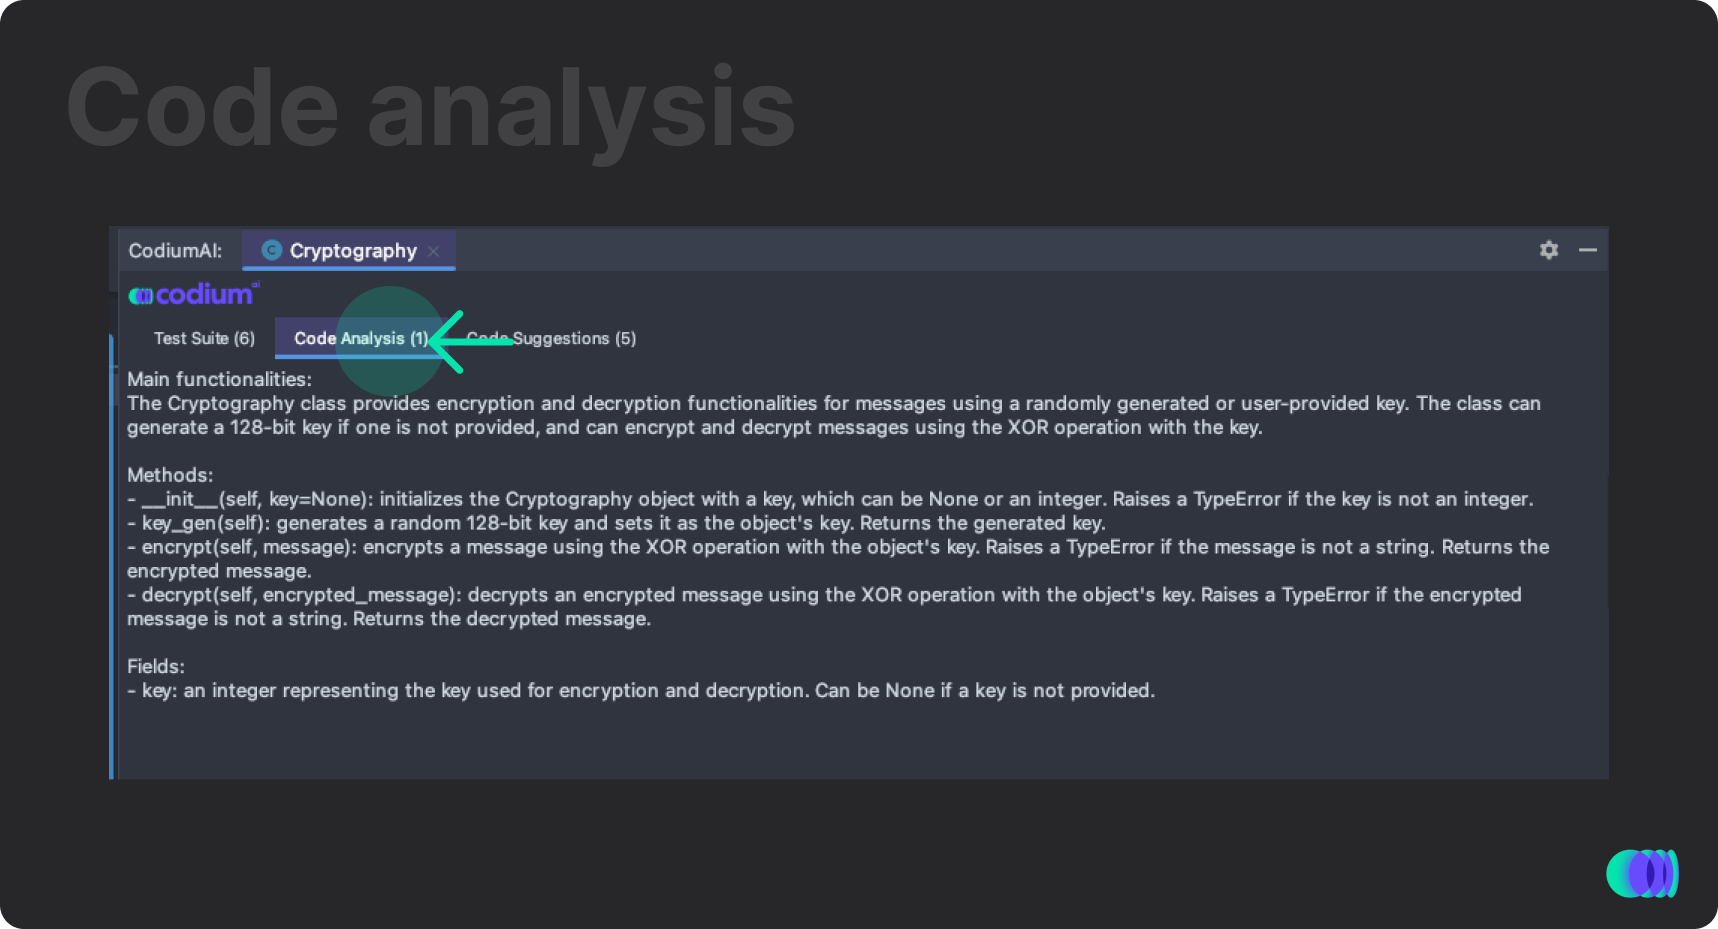 Code analysis
CodiumAI:
C Cryptography
codium ai
Test Suite (6)
Code Analysis (1)
Code Suggestions (5)
Main functionalities:
The Cryptography class provides encryption and decryption functionalities for messages using a randomly generated or user-provided key. The class can
generate a 128-bit key if one is not provided, and can encrypt and decrypt messages using the XOR operation with the key.
Methods:
- __init__(self, key=None): initializes the Cryptography object with a key, which can be None or an integer. Raises a TypeError if the key is not an integer.
- key_gen(self): generates a random 128-bit key and sets it as the object's key. Returns the generated key.
- encrypt(self, message): encrypts a message using the XOR operation with the object's key. Raises a TypeError if the message is not a string. Returns the
encrypted message.
- decrypt(self, encrypted_message): decrypts an encrypted message using the XOR operation with the object's key. Raises a TypeError if the encrypted
message is not a string. Returns the decrypted message.
Fields:
- key: an integer representing the key used for encryption and decryption. Can be None if a key is not provided.